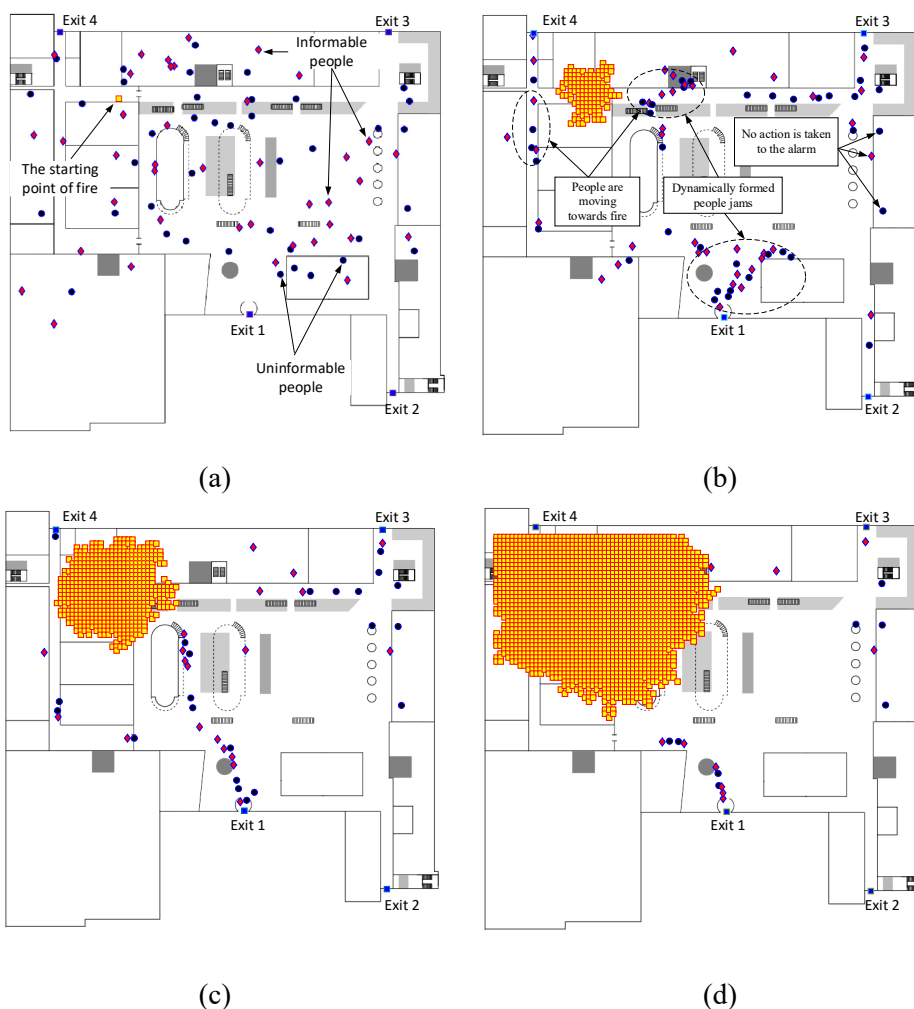 Exit 4
Exit 3
Informable
people
The starting
point of fire
Uninformable
people
Exit 1
Exit 2
(a)
Exit 4
Exit 3
No action is taken
to the alarm
People are
moving
towards fire
Dynamically formed
people jams
Exit 1
Exit 2
(b)
Exit 4
Exit 3
Exit 1
Exit 2
(c)
Exit 4
Exit 3
Exit 1
Exit 2
(d)